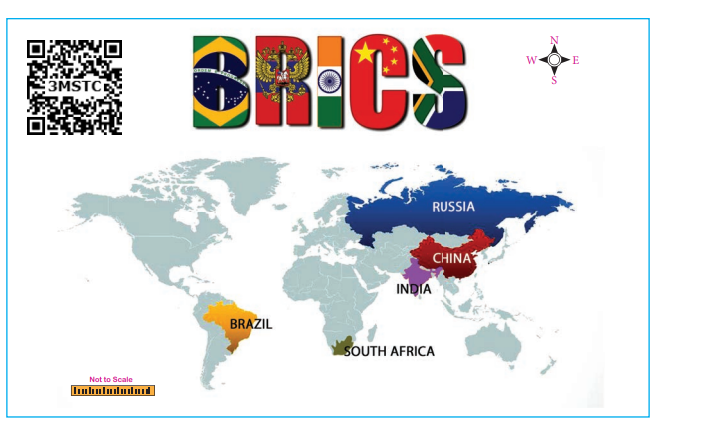 3MSTC
BRICS
N
W E
S
RUSSIA
CHINA
INDIA
BRAZIL
SOUTH AFRICA
Not to Scale